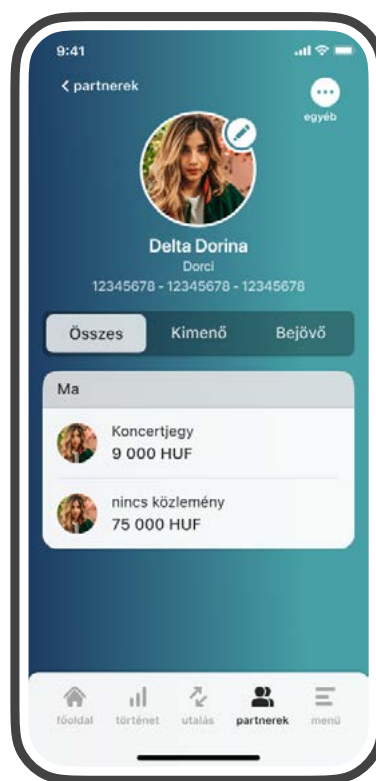 9:41
partnerek
egyéb
Delta Dorina
Dorci
12345678 - 12345678 - 12345678
Összes Kimenő Bejövő
Ma
Koncertjegy
9 000 HUF
nincs közlemény
75 000 HUF
főoldal történet utalás partnerek menü